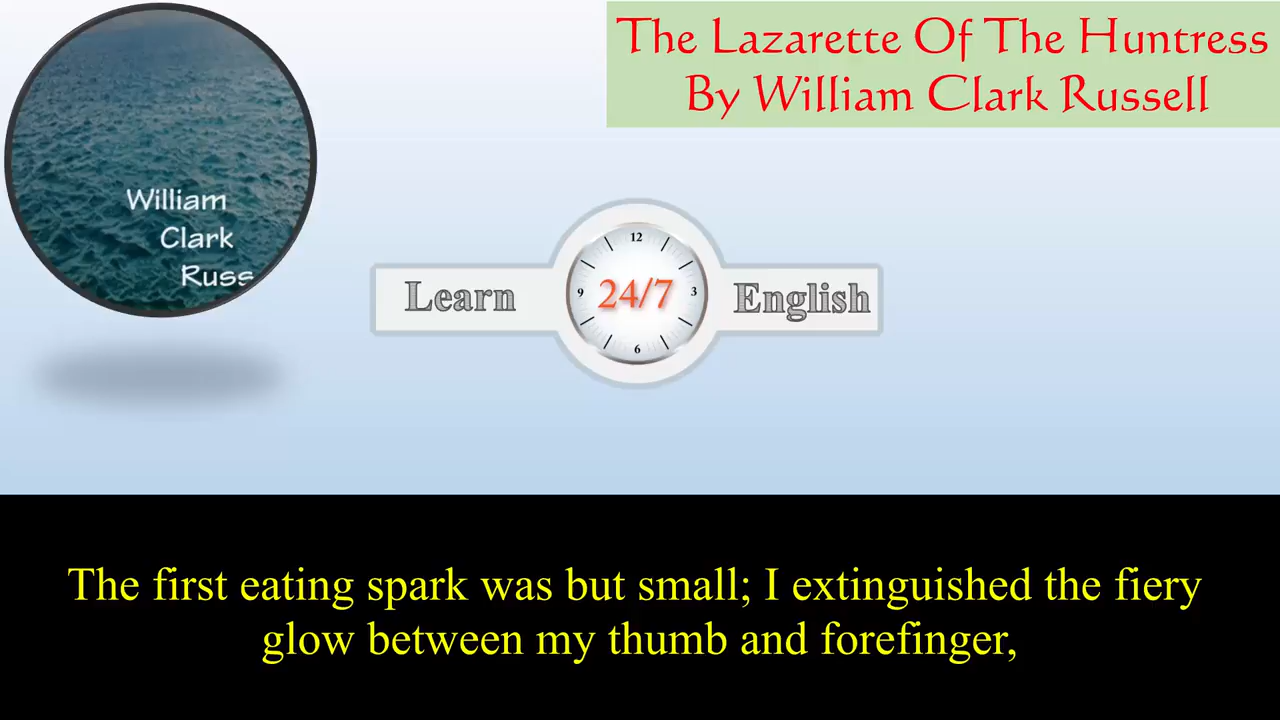 The Lazarette Of The Huntress
By William Clark Russell
William
Clark
Russ
12
9
3
6
Learn
24/7
English
The first eating spark was but small; I extinguished the fiery
glow between my thumb and forefinger,